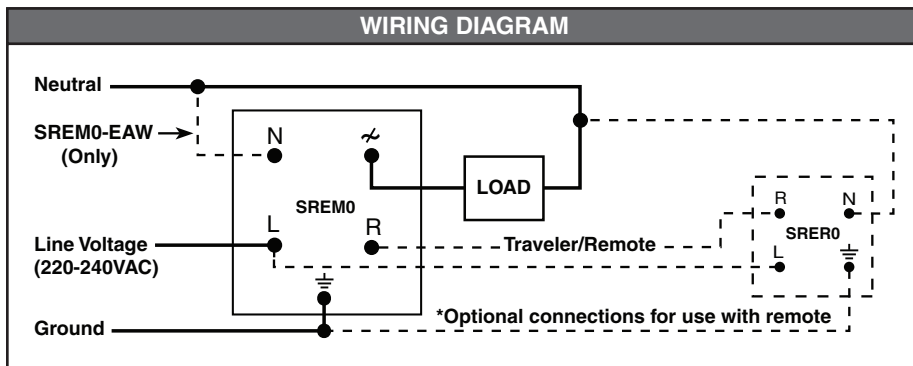 WIRING DIAGRAM
Neutral
SREM0-EAW
(Only)
N
LOAD
SREM0
R
N
SRER0
L
R
Traveler/Remote
L
Line Voltage
(220-240VAC)
*Optional connections for use with remote
Ground